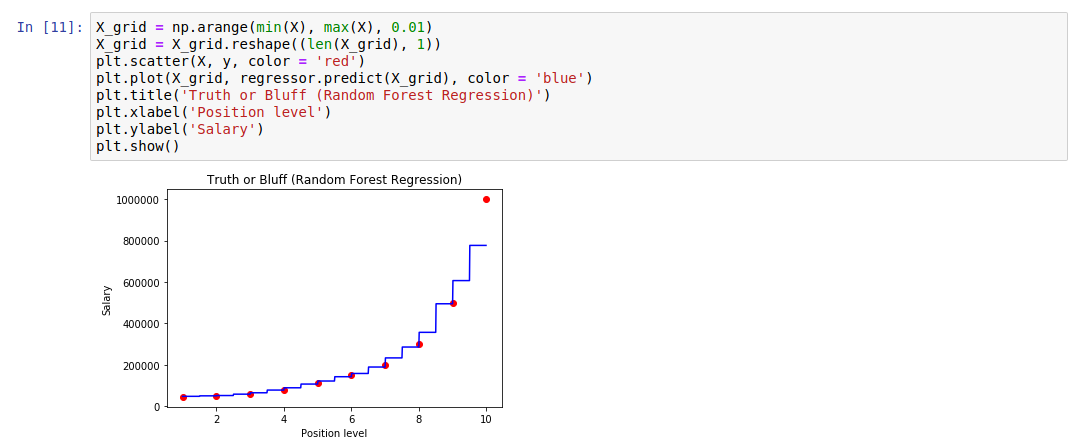 In [11]: X_grid = np.arange(min(X), max(X), 0.01)
X_grid = X_grid.reshape((len(X_grid), 1))
plt.scatter(X, y, color = 'red')
plt.plot(X_grid, regressor.predict(X_grid), color = 'blue')
plt.title('Truth or Bluff (Random Forest Regression)')
plt.xlabel('Position level')
plt.ylabel('Salary')
plt.show()
Truth or Bluff (Random Forest Regression)
1000000
800000
600000
400000
200000
0
Salary
2 4 6 8 10
Position level